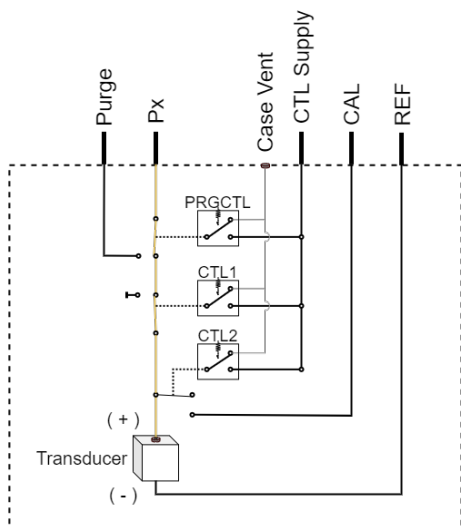 Purge
Px
Case Vent
CTL Supply
CAL
REF
PRGCTL
CTL1
CTL2
( + )
Transducer
( - )